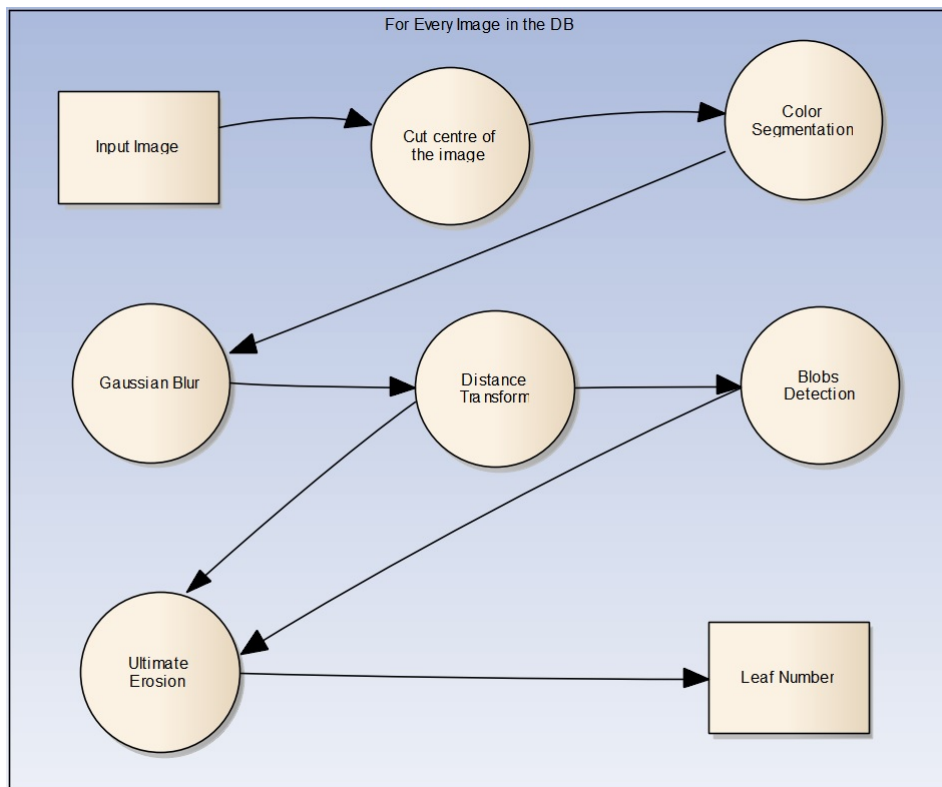 For Every Image in the DB
Input Image
Cut centre of
the image
Color
Segmentation
Gaussian Blur
Distance
Transform
Blobs
Detection
Ultimate
Erosion
Leaf Number